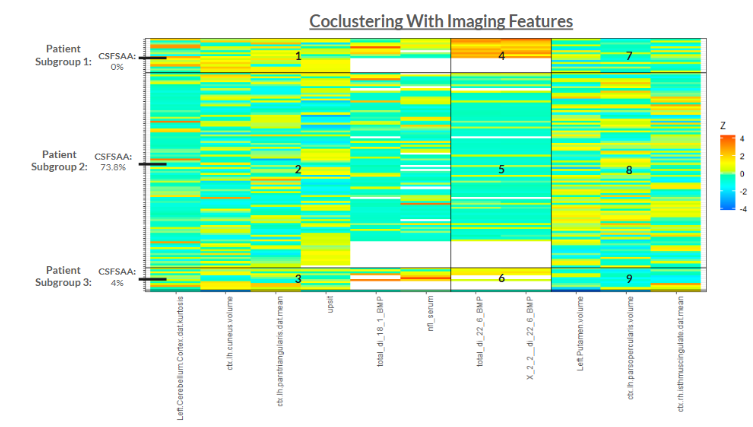 Coclustering With Imaging Features
Patient
Subgroup 1:
CSFSAA:
0%
Patient
Subgroup 2:
CSFSAA:
73.8%
Patient
Subgroup 3:
CSFSAA:
4%
1
4
7
2
5
8
3
6
9
Z
4
2
0
-2
-4
Left.Cerebellum.Cortex.dat.kurtosis
ctx.lh.cuneus.volume
ctx.lh.parstriangularis.dat.mean
upsit
total_di_18_1_BMP
nfl_serum
total_di_22_6_BMP
X_2_2__di_22_6_BMP
Left.Putamen.volume
ctx.lh.parsopercularis.volume
ctx.rh.isthmuscingulate.dat.mean